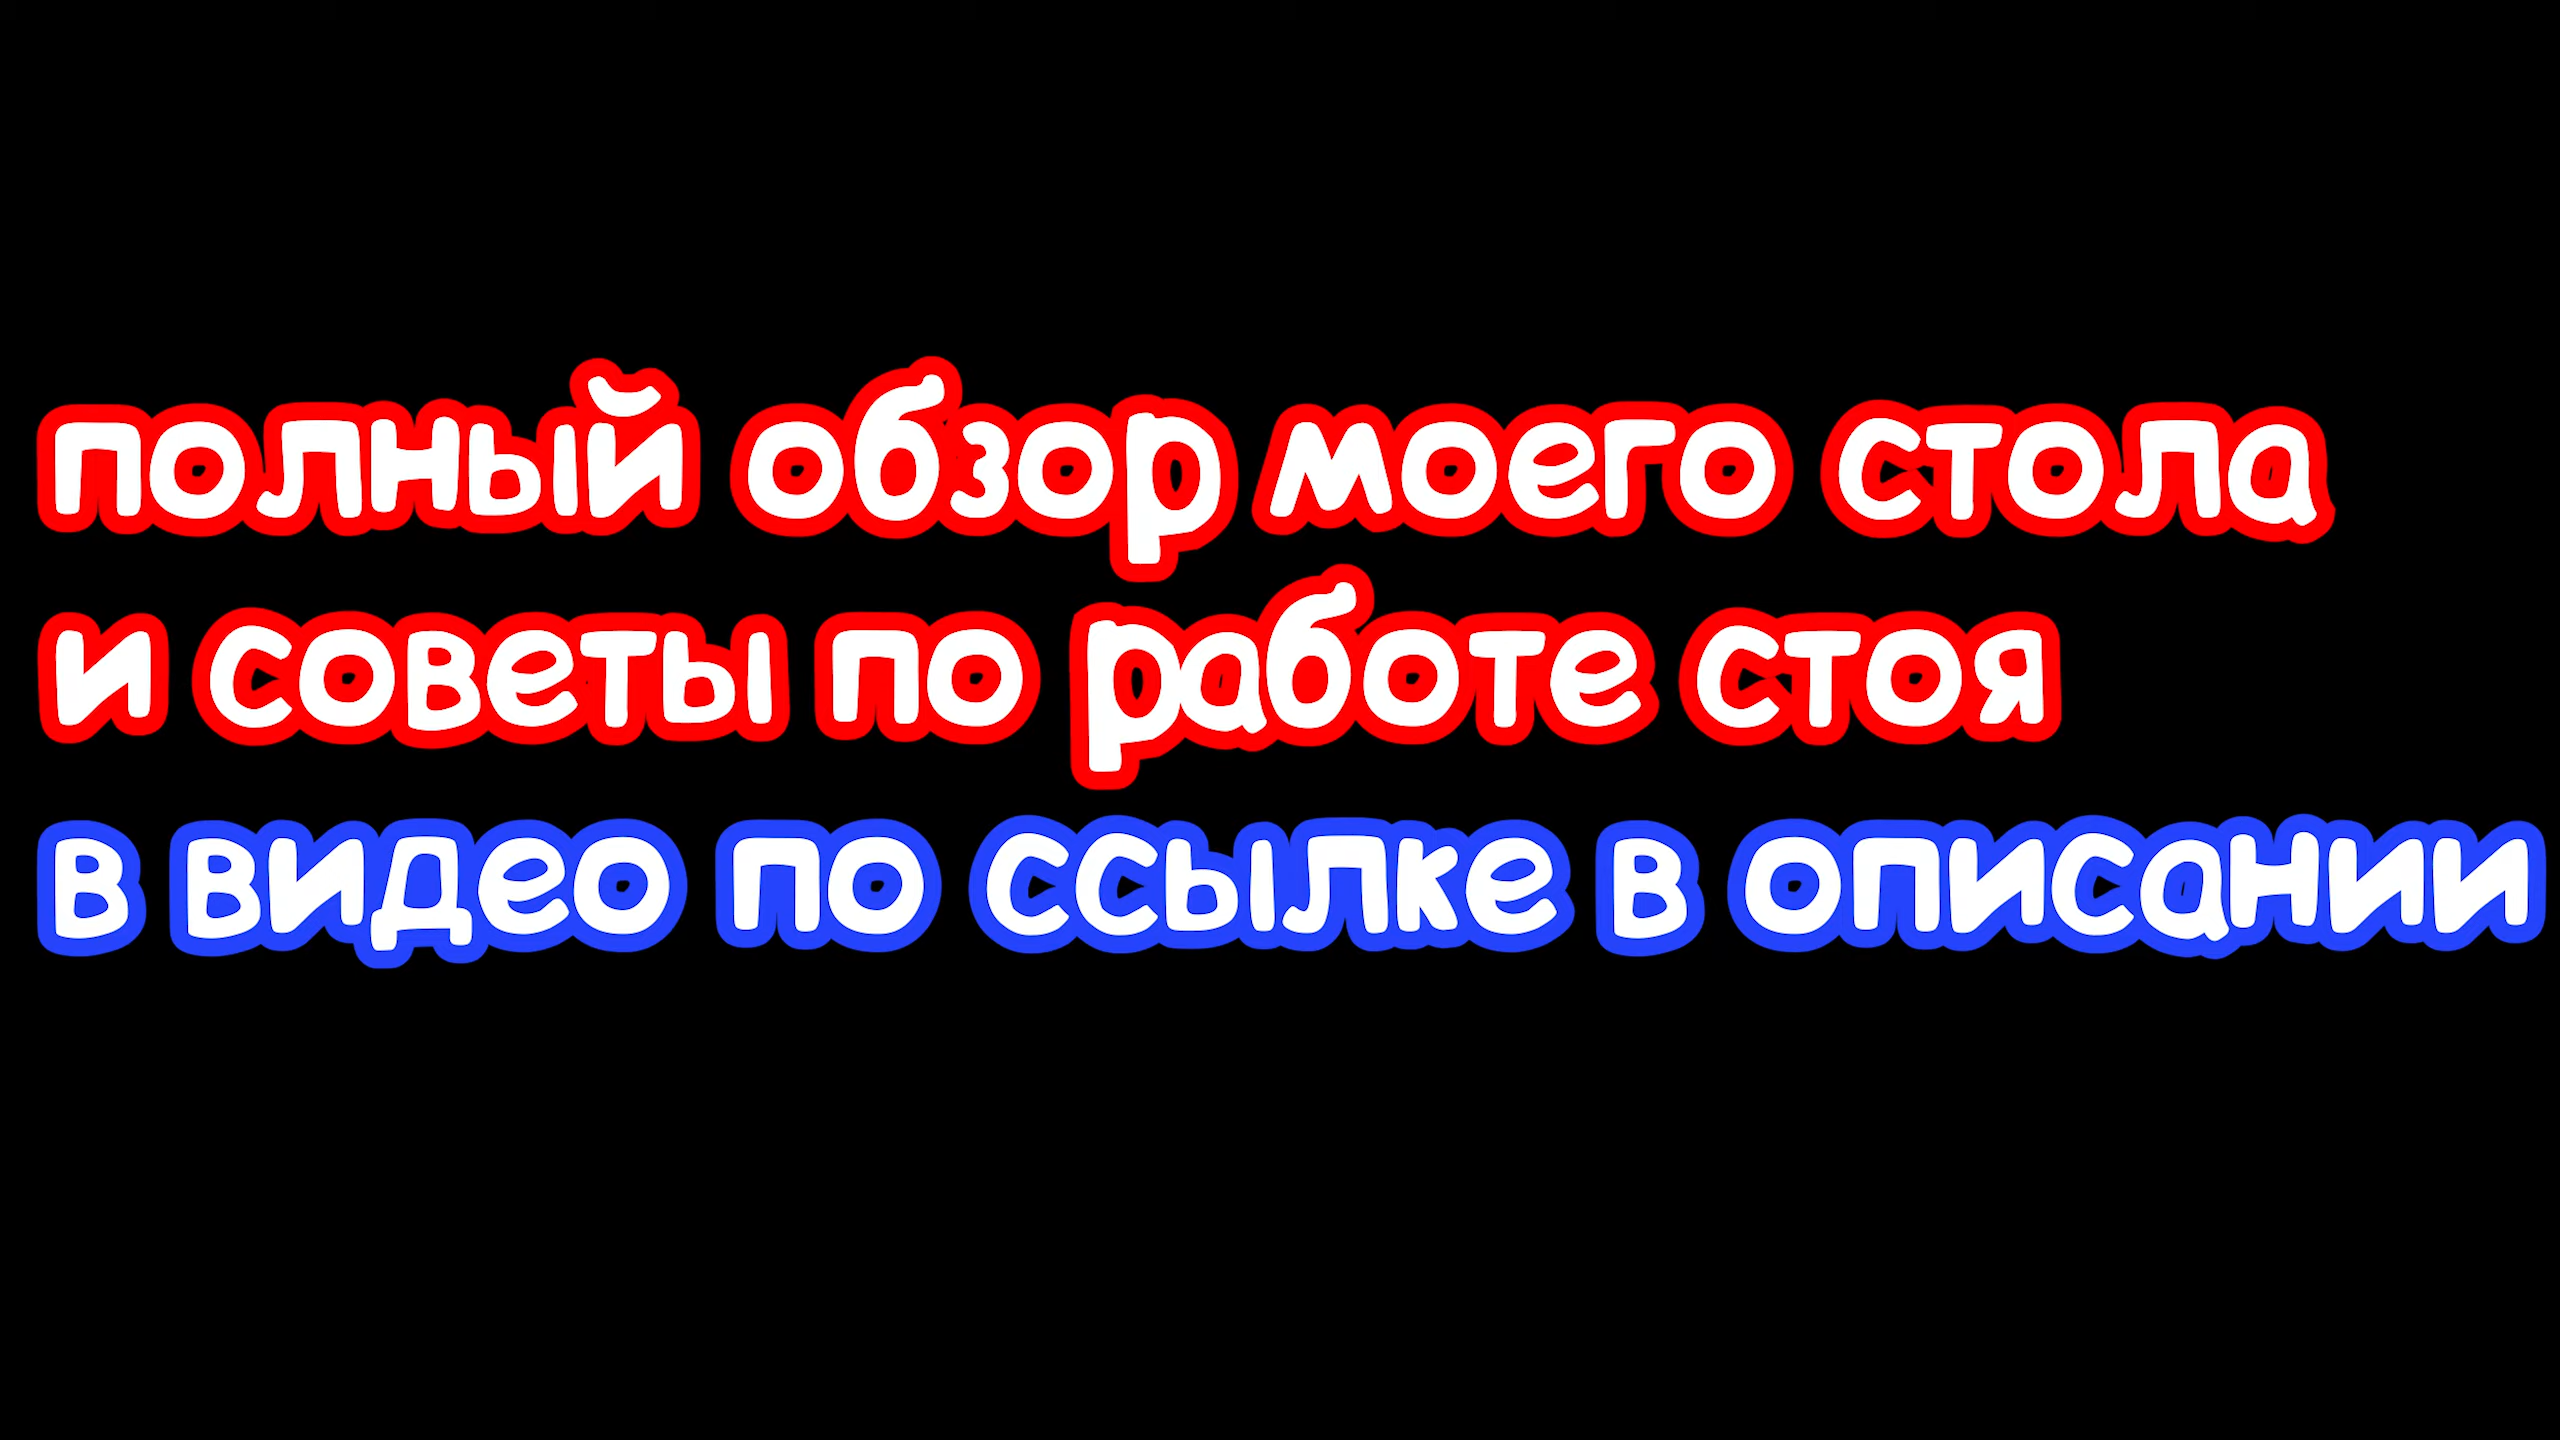 полный обзор моего стола
и советы по работе стоя
в видео по ссылке в описании